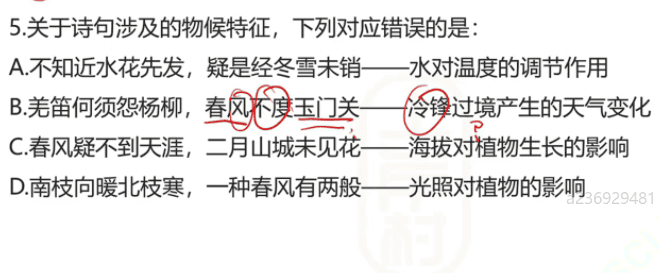 5.关于诗句涉及的物候特征，下列对应错误的是：
A.不知近水花先发，疑是经冬雪未销——水对温度的调节作用
B.羌笛何须怨杨柳，春风不度玉门关——冷锋过境产生的天气变化
C.春风疑不到天涯，二月山城未见花——海拔对植物生长的影响
D.南枝向暖北枝寒，一种春风有两般——光照对植物的影响
a236929481